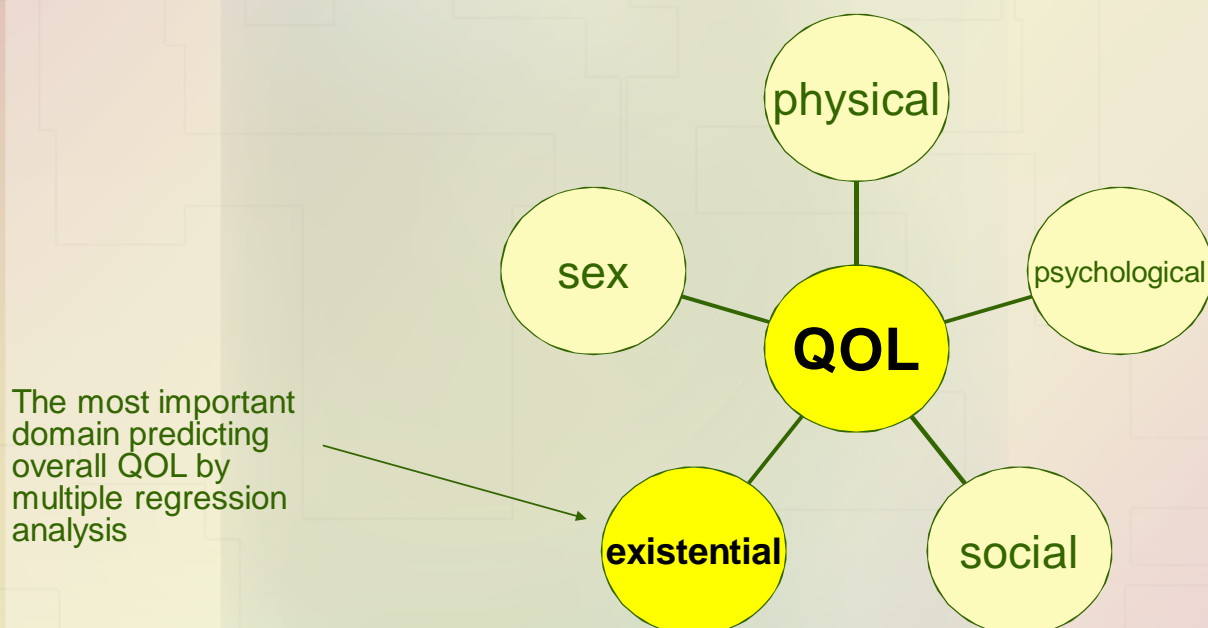 physical
sex
psychological
QOL
The most important
domain predicting
overall QOL by
multiple regression
analysis
existential
social